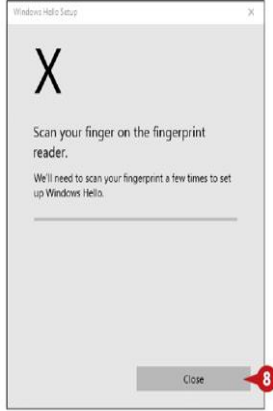 Windows Hello Setup
X
X
Scan your finger on the fingerprint
reader.
We'll need to scan your fingerprint a few times to set
up Windows Hello.
Close
8